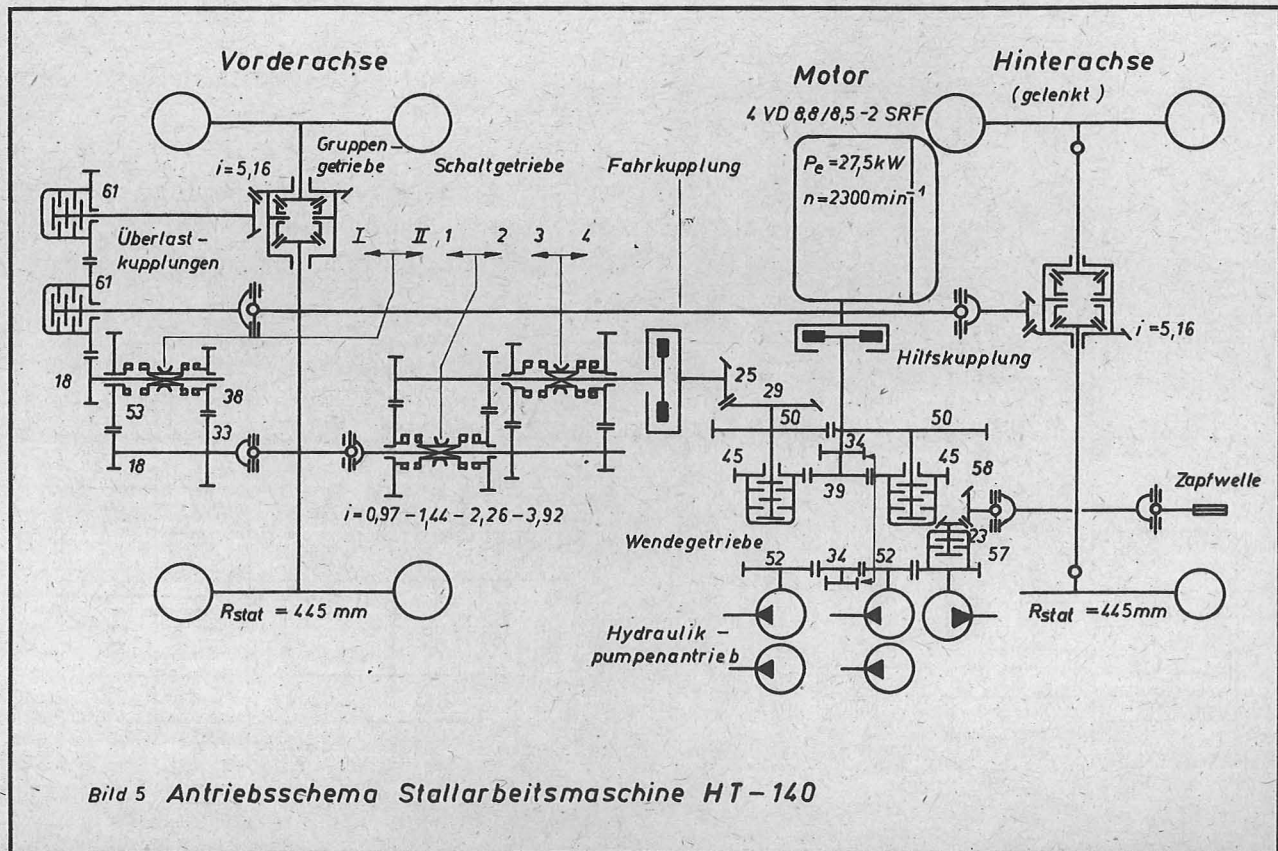 Vorderachse
Motor
Hinterachse
(gelenkt)
4 VD 8,8/8,5-2 SRF
Gruppen-
getriebe
i=5,16
Schaltgetriebe
Fahrkupplung
Pe=27,5kW
n=2300min-1
61
Überlast-
kupplungen
I II 1 2 3 4
61
i=5,16
Hilfskupplung
18
53
38
33
18
25
29
50
34
50
45
39
45
58
Zapfwelle
i=0,97-1,44-2,26-3,92
Wendegetriebe
23
52
34
52
57
Rstat = 445 mm
Rstat = 445 mm
Hydraulik-
pumpenantrieb
Bild 5 Antriebsschema Stallarbeitsmaschine HT-140